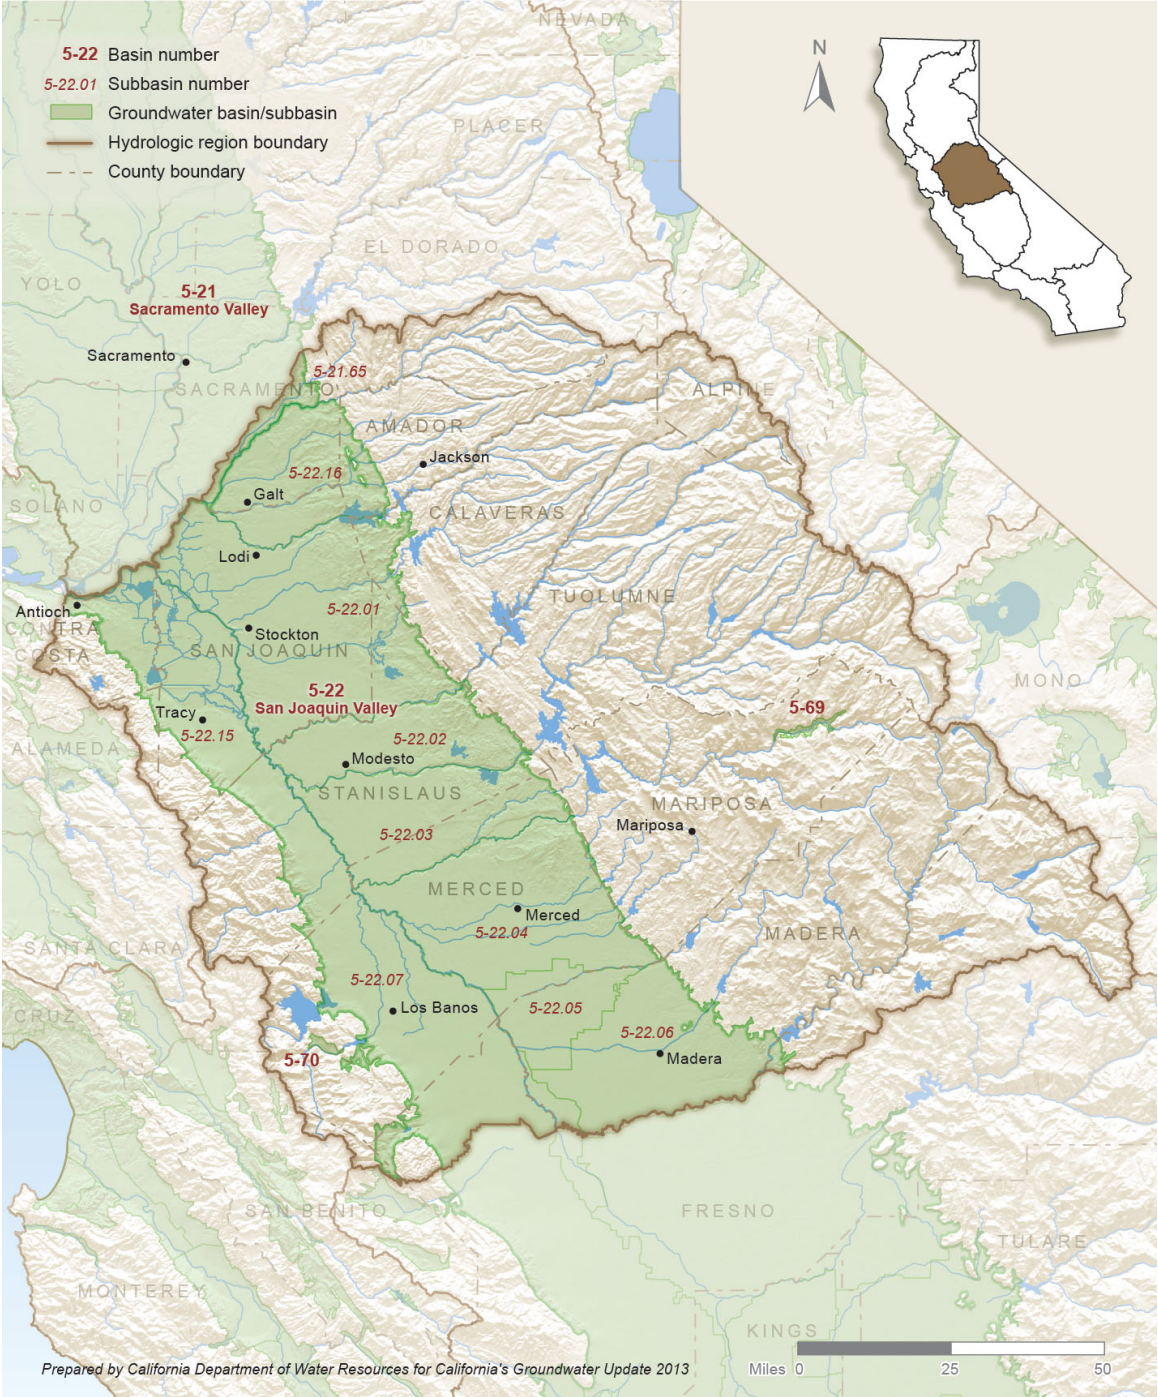 NEVADA
5-22 Basin number
5-22.01 Subbasin number
Groundwater basin/subbasin
Hydrologic region boundary
County boundary
N
PLACER
EL DORADO
YOLO
5-21
Sacramento Valley
Sacramento
5-21.65
SACRAMENTO
ALPINE
AMADOR
Jackson
5-22.16
Galt
SOLANO
CALAVERAS
Lodi
TUOLUMNE
Antioch
5-22.01
CONTRA
COSTA
Stockton
SAN JOAQUIN
MONO
5-22
San Joaquin Valley
5-69
Tracy
5-22.15
5-22.02
ALAMEDA
Modesto
STANISLAUS
MARIPOSA
Mariposa
5-22.03
MERCED
Merced
5-22.04
MADERA
SANTA CLARA
5-22.07
Los Banos
5-22.05
CRUZ
5-22.06
Madera
5-70
SAN BENITO
FRESNO
TULARE
MONTEREY
KINGS
Prepared by California Department of Water Resources for California's Groundwater Update 2013
Miles 0 25 50